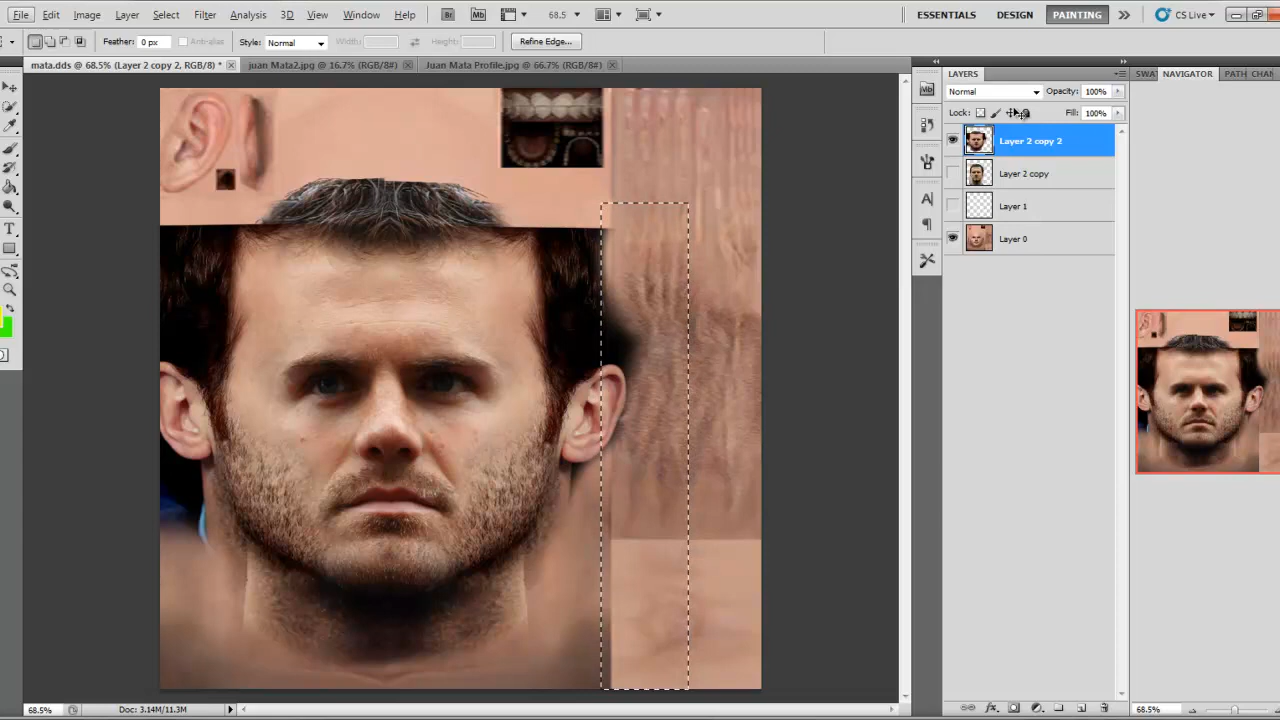 File Edit Image Layer Select Filter Analysis 3D View Window Help Br Mb 68.5 ESSENTIALS DESIGN PAINTING CS Live
Feather: 0 px Anti-alias Style: Normal Width: Height: Refine Edge...
mata.dds @ 68.5% (Layer 2 copy 2, RGB/8) * juan Mata2.jpg @ 16.7% (RGB/8#) Juan Mata Profile.jpg @ 66.7% (RGB/8#)
LAYERS SWA NAVIGATOR PATH CHAN
Normal Opacity: 100%
Lock: Fill: 100%
Layer 2 copy 2
Layer 2 copy
Layer 1
Layer 0
68.5% Doc: 3.14M/11.3M fx 68.5%